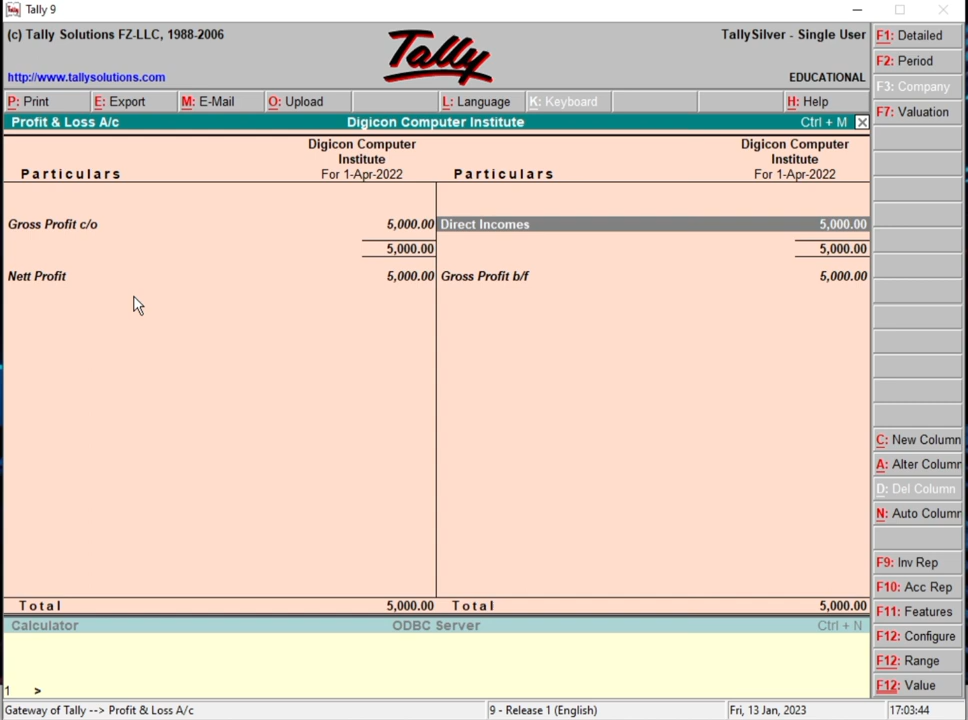 Tally 9
(c) Tally Solutions FZ-LLC, 1988-2006
Tally
TallySilver - Single User
http://www.tallysolutions.com
EDUCATIONAL
P: Print E: Export M: E-Mail O: Upload L: Language K: Keyboard H: Help
Profit & Loss A/c Digicon Computer Institute Ctrl + M
Particulars Digicon Computer Institute For 1-Apr-2022 Particulars Digicon Computer Institute For 1-Apr-2022
Gross Profit c/o 5,000.00 Direct Incomes 5,000.00
5,000.00 5,000.00
Nett Profit 5,000.00 Gross Profit b/f 5,000.00
Total 5,000.00 Total 5,000.00
Calculator ODBC Server Ctrl + N
1 >
Gateway of Tally --> Profit & Loss A/c 9 - Release 1 (English) Fri, 13 Jan, 2023 17:03:44
F1: Detailed
F2: Period
F3: Company
F7: Valuation
C: New Column
A: Alter Column
D: Del Column
N: Auto Column
F9: Inv Rep
F10: Acc Rep
F11: Features
F12: Configure
F12: Range
F12: Value